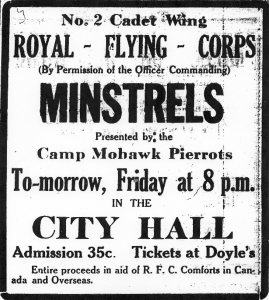 No. 2 Cadet Wing
ROYAL - FLYING - CORPS
(By Permission of the Officer Commanding)
MINSTRELS
Presented by the
Camp Mohawk Pierrots
To-morrow, Friday at 8 p.m.
IN THE
CITY HALL
Admission 35c. Tickets at Doyle's
Entire proceeds in aid of R. F. C. Comforts in Can-
ada and Overseas.